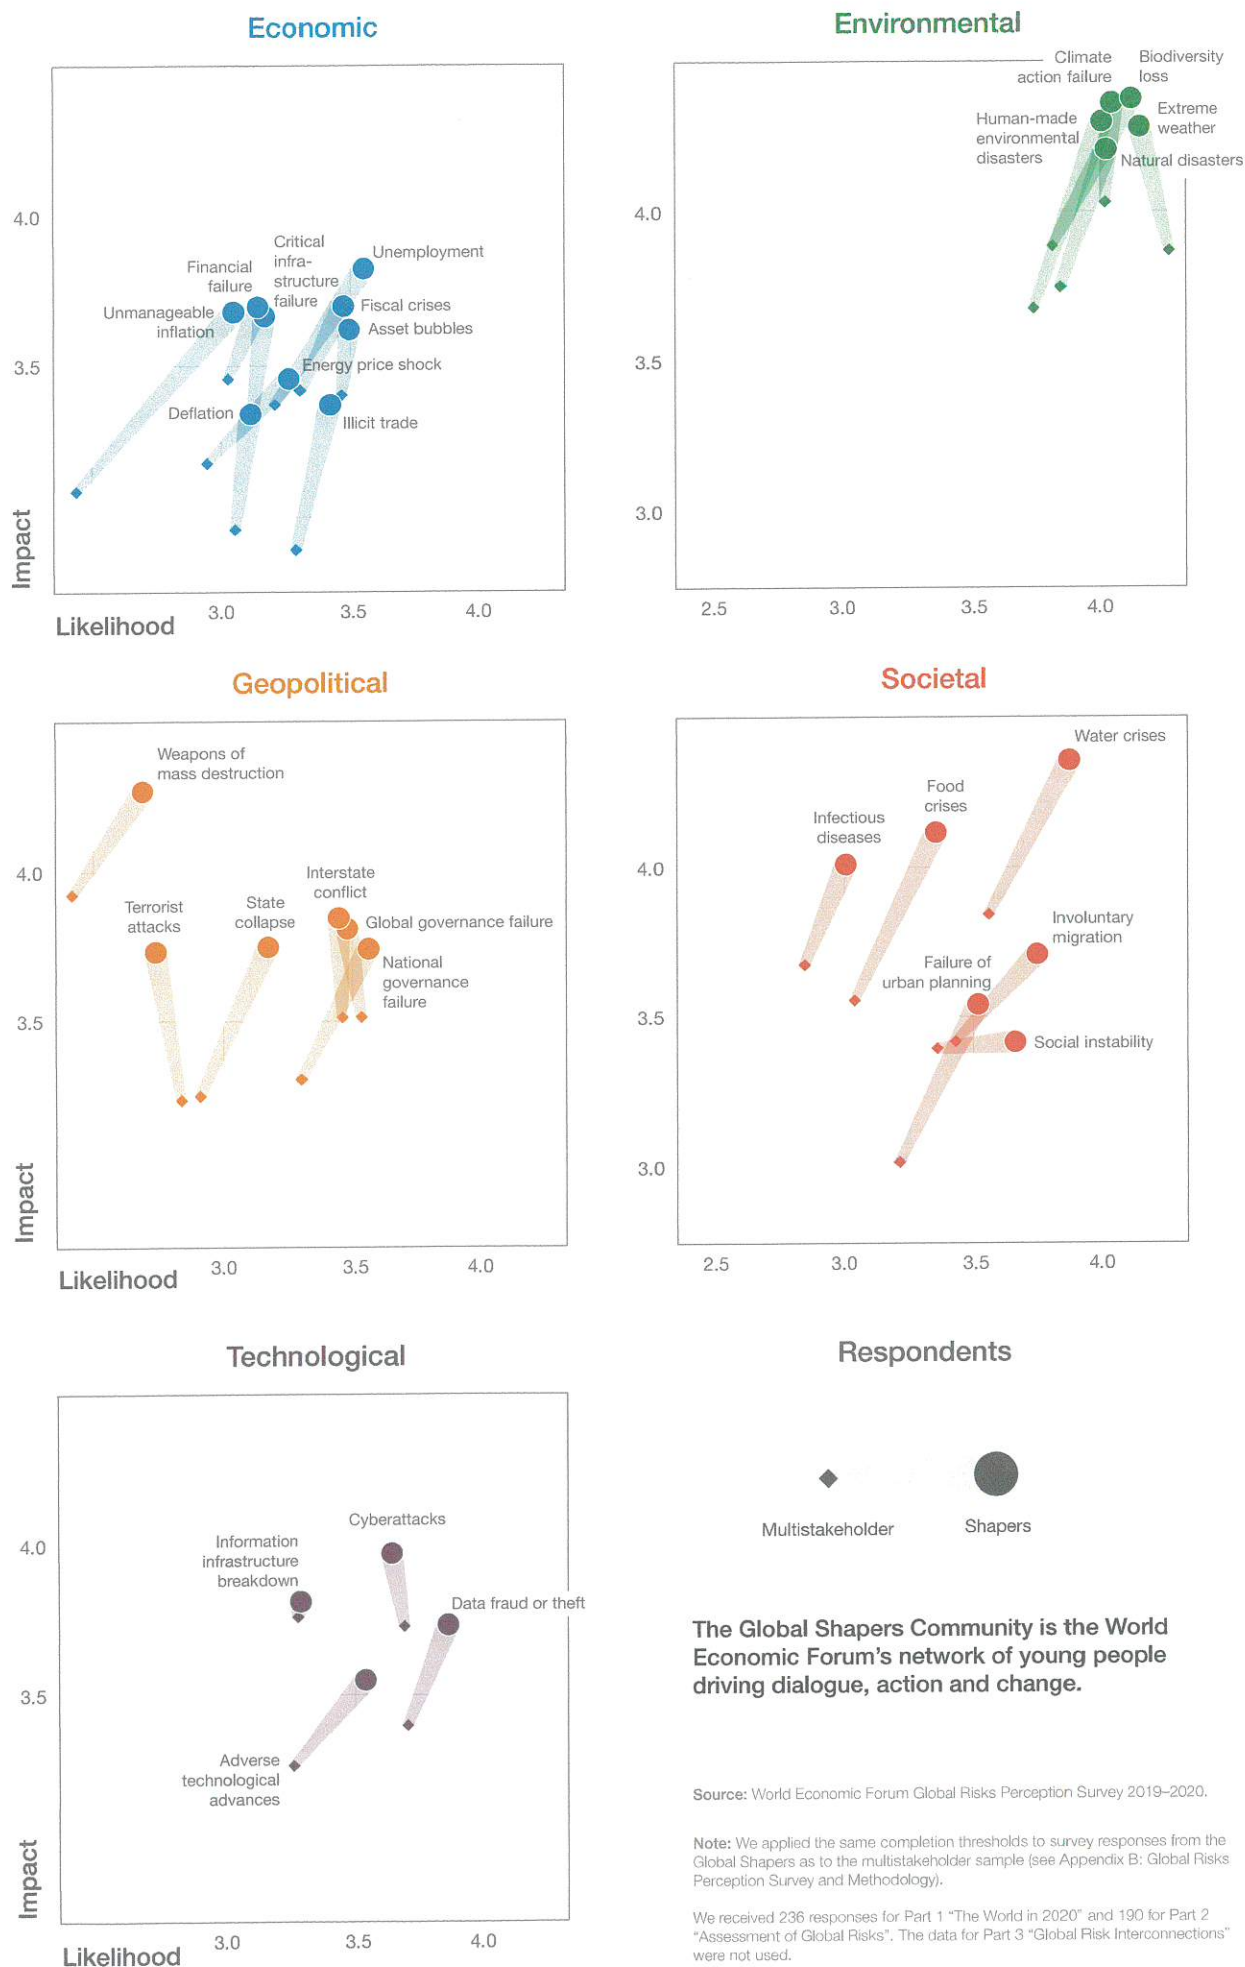 Economic
Climate
action failure
Biodiversity
loss
Extreme
weather
Human-made
environmental
disasters
Natural disasters
Environmental
4.0
3.5
Critical
infra-
structure
failure
Unemployment
Financial
failure
Unmanageable
inflation
Fiscal crises
Asset bubbles
Energy price shock
Deflation
Illicit trade
Impact
Likelihood
3.0
3.5
4.0
4.0
3.5
3.0
2.5
3.0
3.5
4.0
Geopolitical
Weapons of
mass destruction
4.0
Interstate
conflict
Terrorist
attacks
State
collapse
Global governance failure
National
governance
failure
3.5
Impact
Likelihood
3.0
3.5
4.0
Societal
Water crises
Food
crises
Infectious
diseases
4.0
Involuntary
migration
Failure of
urban planning
3.5
Social instability
3.0
2.5
3.0
3.5
4.0
Technological
Cyberattacks
4.0
Information
infrastructure
breakdown
Data fraud or theft
3.5
Adverse
technological
advances
Impact
Likelihood
3.0
3.5
4.0
Respondents
Multistakeholder
Shapers
The Global Shapers Community is the World
Economic Forum's network of young people
driving dialogue, action and change.
Source: World Economic Forum Global Risks Perception Survey 2019–2020.
Note: We applied the same completion thresholds to survey responses from the
Global Shapers as to the multistakeholder sample (see Appendix B: Global Risks
Perception Survey and Methodology).
We received 236 responses for Part 1 "The World in 2020" and 190 for Part 2
"Assessment of Global Risks". The data for Part 3 "Global Risk Interconnections"
were not used.